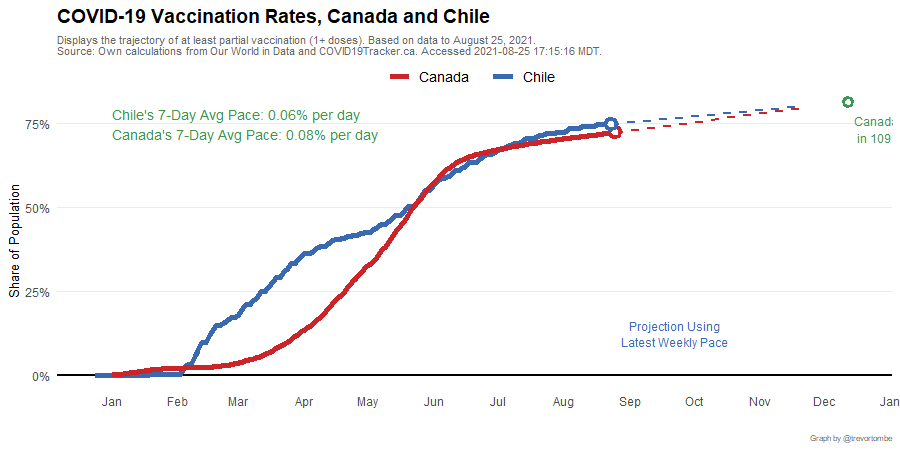 COVID-19 Vaccination Rates, Canada and Chile
Displays the trajectory of at least partial vaccination (1+ doses). Based on data to August 25, 2021.
Source: Own calculations from Our World in Data and COVID19Tracker.ca. Accessed 2021-08-25 17:15:16 MDT.
Canada Chile
Chile's 7-Day Avg Pace: 0.06% per day
Canada's 7-Day Avg Pace: 0.08% per day
Canada
in 109
75%
50%
25%
0%
Share of Population
Projection Using
Latest Weekly Pace
Jan Feb Mar Apr May Jun Jul Aug Sep Oct Nov Dec Jan
Graph by @trevortombe